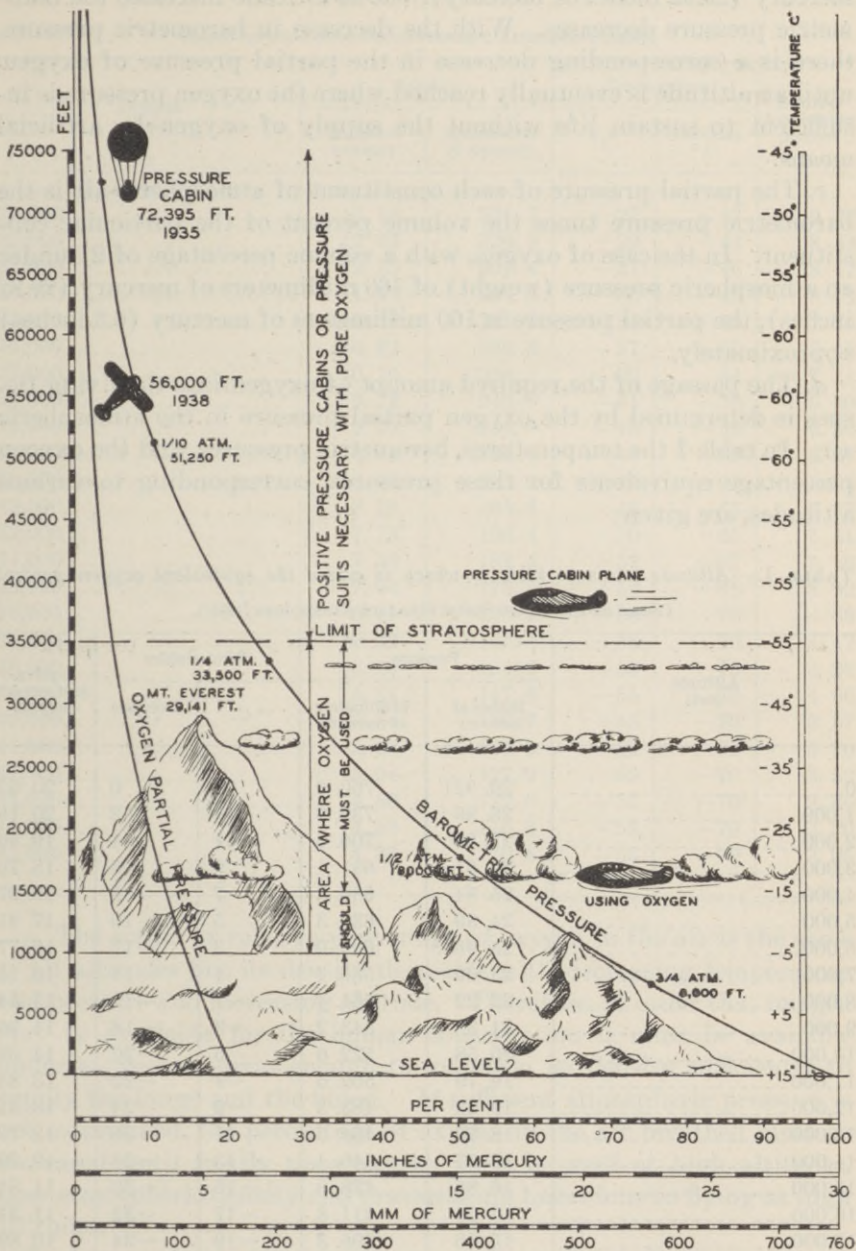 FEET
75000
70000
65000
60000
55000
50000
45000
40000
35000
30000
25000
20000
15000
10000
5000
0
PRESSURE
CABIN
72,395 FT.
1935
56,000 FT.
1938
1/10 ATM.
51,250 FT.
POSITIVE PRESSURE CABINS OR PRESSURE
SUITS NECESSARY WITH PURE OXYGEN
PRESSURE CABIN PLANE
LIMIT OF STRATOSPHERE
1/4 ATM.
33,500 FT.
MT. EVEREST
29,141 FT.
OXYGEN PARTIAL PRESSURE
AREA WHERE OXYGEN
SHOULD MUST BE USED
BAROMETRIC PRESSURE
1/2 ATM.
18000 FT.
USING OXYGEN
3/4 ATM.
8,800 FT.
SEA LEVEL
TEMPERATURE C°
-45°
-50°
-55°
-60°
-60°
-60°
-55°
-55°
-55°
-45°
-35°
-25°
-15°
-5°
+5°
+15°
PER CENT
0 10 20 30 40 50 60 70 80 90 100
INCHES OF MERCURY
0 5 10 15 20 25 30
MM OF MERCURY
0 100 200 300 400 500 600 700 760